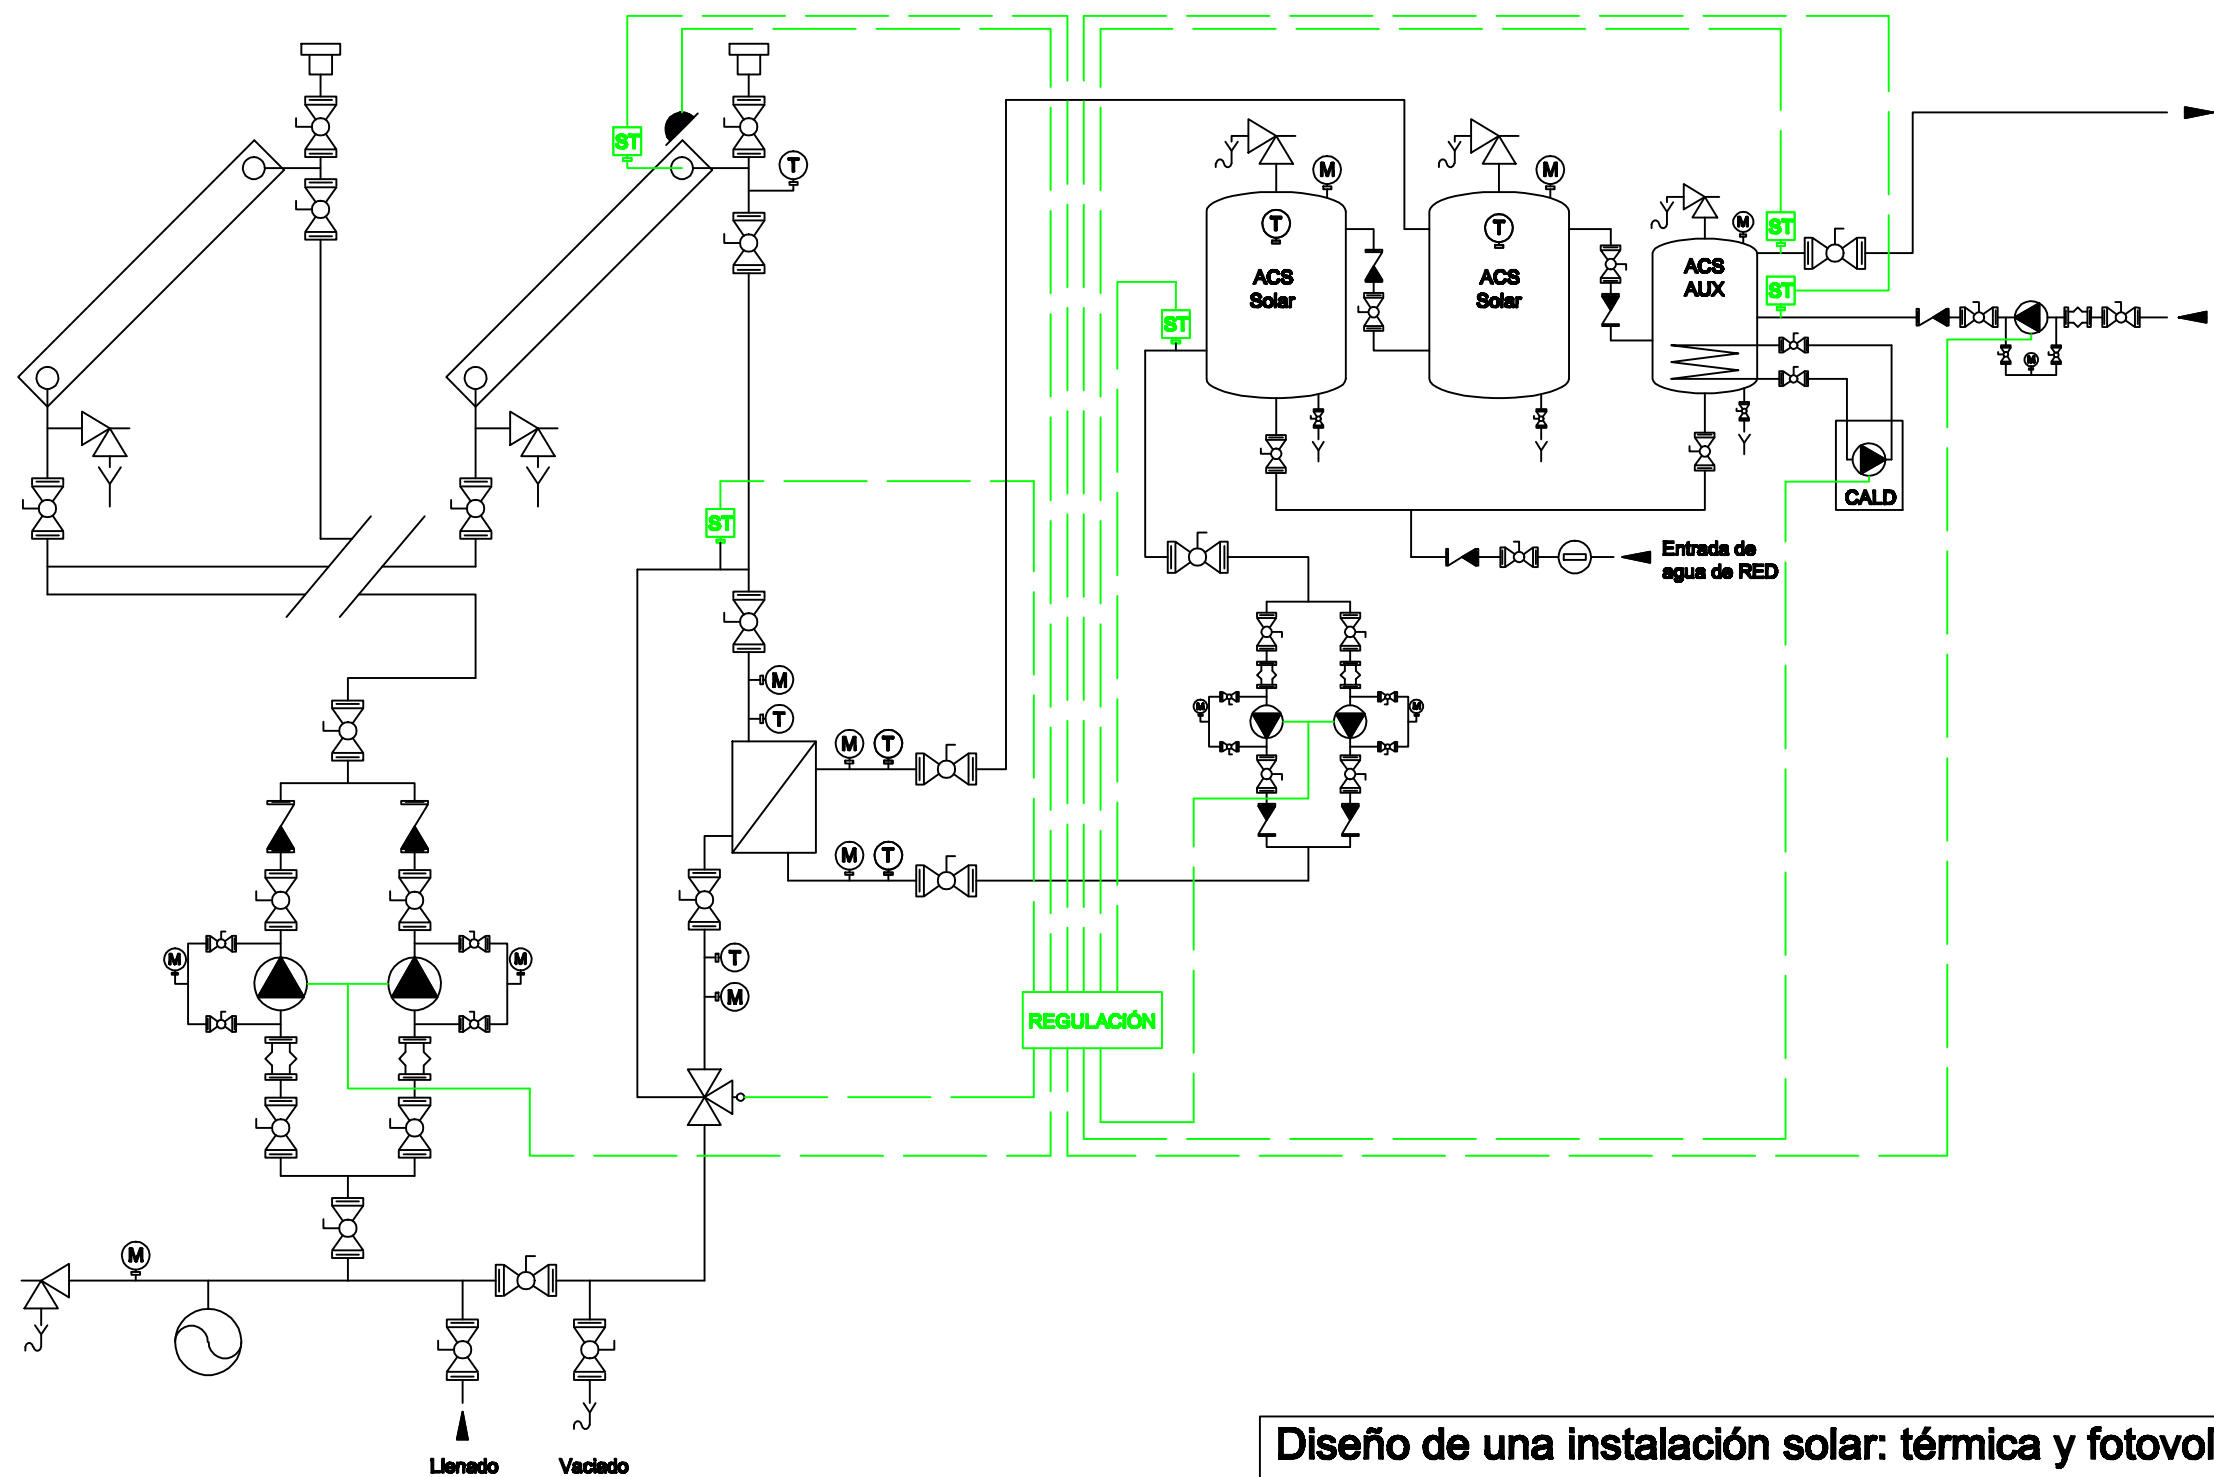 ST
T
M
M
T
T
M
ST
ACS
Solar
ACS
Solar
ACS
AUX
ST
ST
M
CALD
ST
Entrada de
agua de RED
M
T
M
M
M
T
M
T
M
M
T
M
REGULACIÓN
M
Llenado
Vaciado
Diseño de una instalación solar: térmica y fotovol